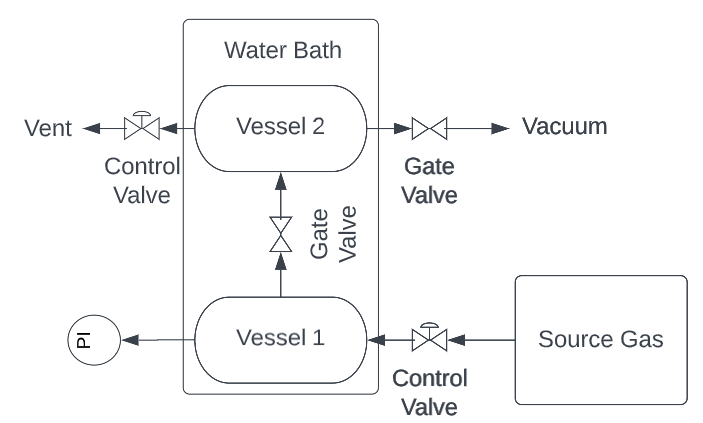 Water Bath
Vent
Vessel 2
Vacuum
Control
Valve
Gate
Valve
Gate
Valve
PI
Vessel 1
Source Gas
Control
Valve